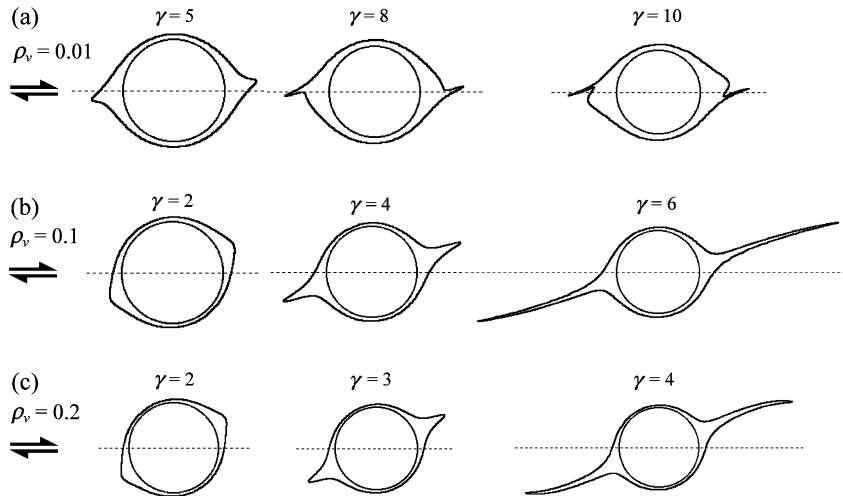 (a)
γ = 5 γ = 8 γ = 10
ρᵥ = 0.01
(b)
γ = 2 γ = 4 γ = 6
ρᵥ = 0.1
(c)
γ = 2 γ = 3 γ = 4
ρᵥ = 0.2